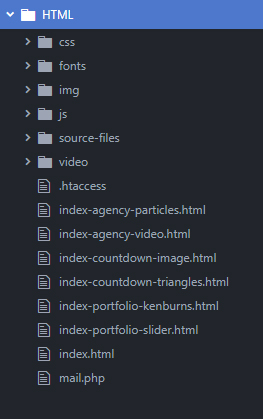 HTML
css
fonts
img
js
source-files
video
.htaccess
index-agency-particles.html
index-agency-video.html
index-countdown-image.html
index-countdown-triangles.html
index-portfolio-kenburns.html
index-portfolio-slider.html
index.html
mail.php